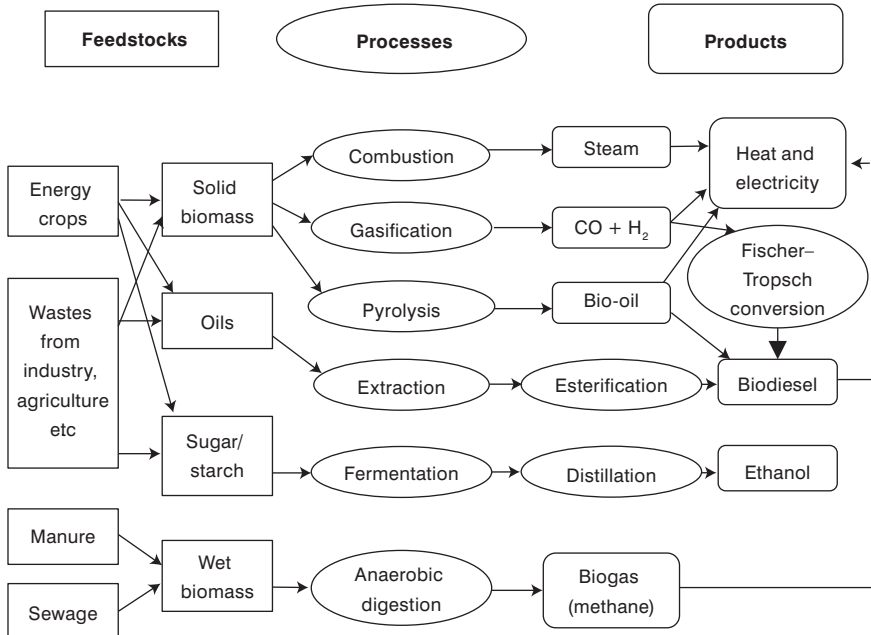 Feedstocks
Processes
Products
Energy
crops
Solid
biomass
Combustion
Steam
Heat and
electricity
Gasification
CO + H₂
Fischer–
Tropsch
conversion
Wastes
from
industry,
agriculture
etc
Oils
Pyrolysis
Bio-oil
Extraction
Esterification
Biodiesel
Sugar/
starch
Fermentation
Distillation
Ethanol
Manure
Sewage
Wet
biomass
Anaerobic
digestion
Biogas
(methane)